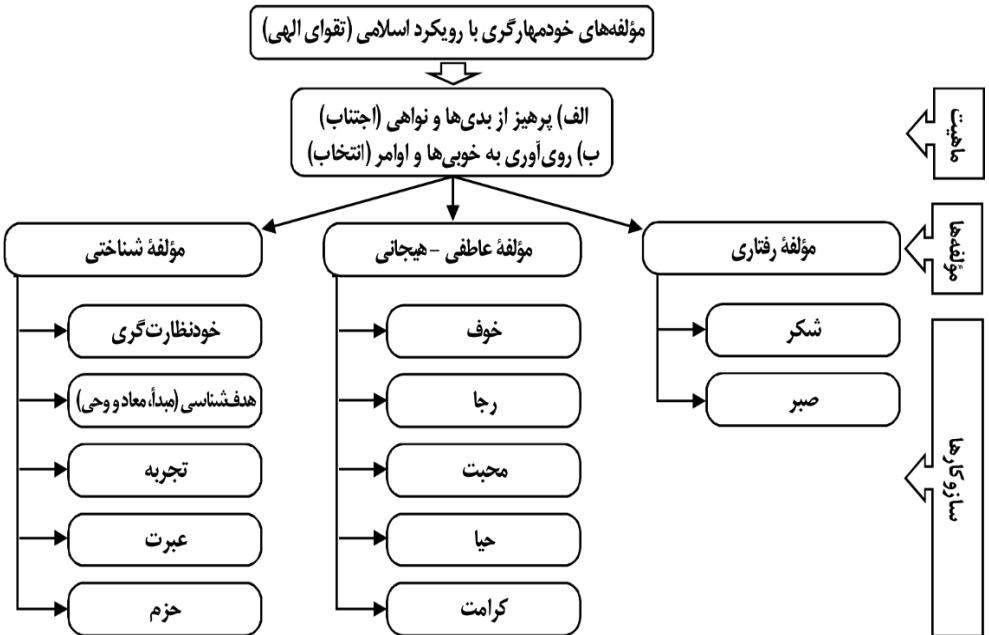 مؤلفه‌های خودمهارگری با رویکرد اسلامی (تقوای الهی)
الف) پرهیز از بدی‌ها و نواهی (اجتناب)
ب) روی‌آوری به خوبی‌ها و اوامر (انتخاب)
ماهیت
مؤلفه‌ها
مؤلفهٔ رفتاری
مؤلفهٔ عاطفی - هیجانی
مؤلفهٔ شناختی
سازوکارها
شکر
صبر
خوف
رجا
محبت
حیا
کرامت
خودنظارت‌گری
هدف‌شناسی (مبدأ، معاد و وحی)
تجربه
عبرت
حزم